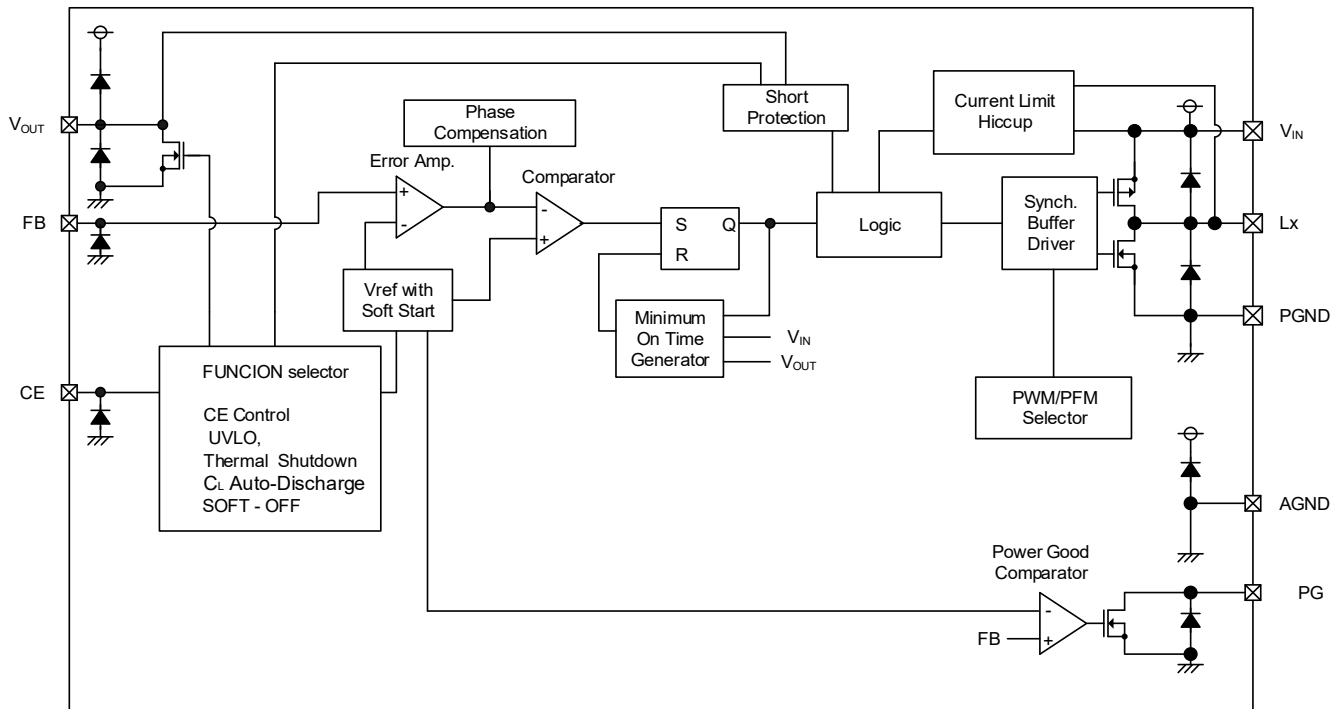 Short
Protection
Current Limit
Hiccup
Phase
Compensation
VOUT
VIN
Error Amp.
Comparator
+
-
-
+
FB
S Q
R
Logic
Synch.
Buffer
Driver
Lx
Vref with
Soft Start
Minimum
On Time
Generator
VIN
VOUT
PGND
FUNCION selector
CE
CE Control
UVLO,
Thermal Shutdown
CL Auto-Discharge
SOFT - OFF
PWM/PFM
Selector
AGND
Power Good
Comparator
PG
-
+
FB